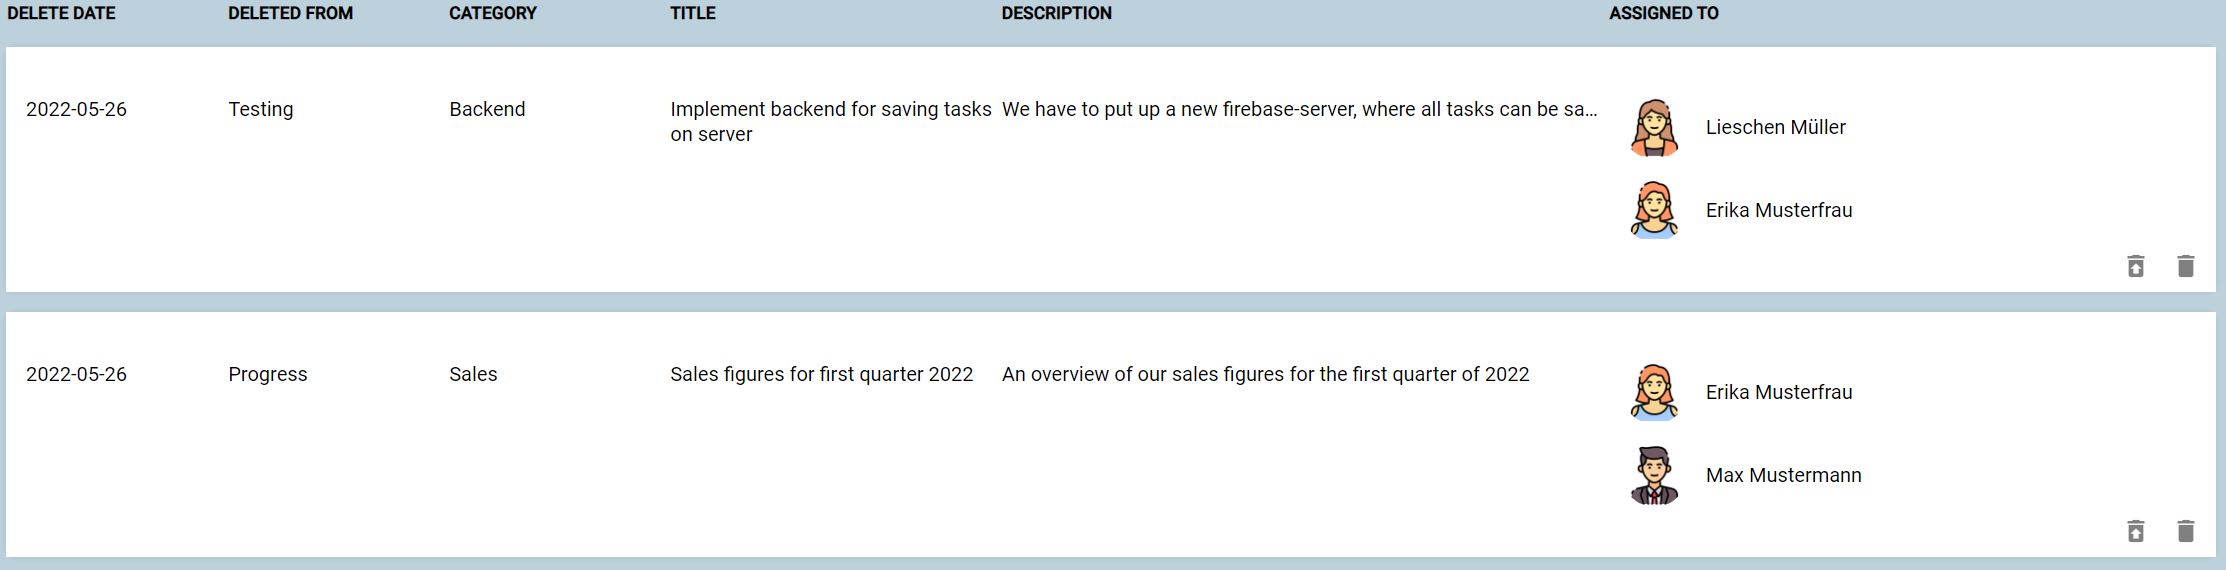 DELETE DATE DELETED FROM CATEGORY TITLE DESCRIPTION ASSIGNED TO
2022-05-26 Testing Backend Implement backend for saving tasks We have to put up a new firebase-server, where all tasks can be sa...
on server
Lieschen Müller
Erika Musterfrau
2022-05-26 Progress Sales Sales figures for first quarter 2022 An overview of our sales figures for the first quarter of 2022
Erika Musterfrau
Max Mustermann